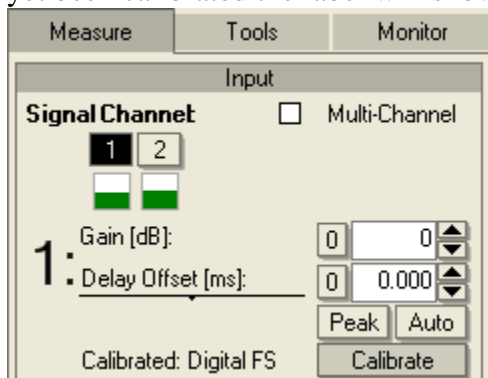 Measure Tools Monitor
Input
Signal Channel: Multi-Channel
1 2
1: Gain [dB]: 0 0
Delay Offset [ms]: 0 0.000
Peak Auto
Calibrated: Digital FS Calibrate